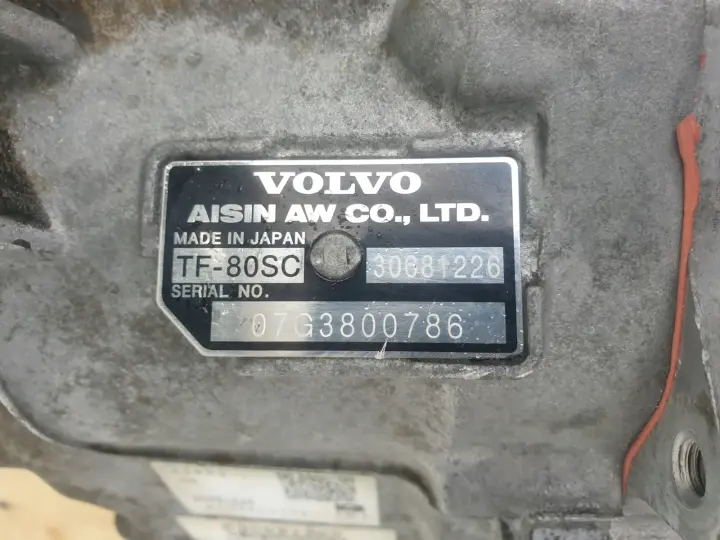 VOLVO
AISIN AW CO., LTD.
MADE IN JAPAN
TF-80SC 30681226
SERIAL NO.
07G3800786